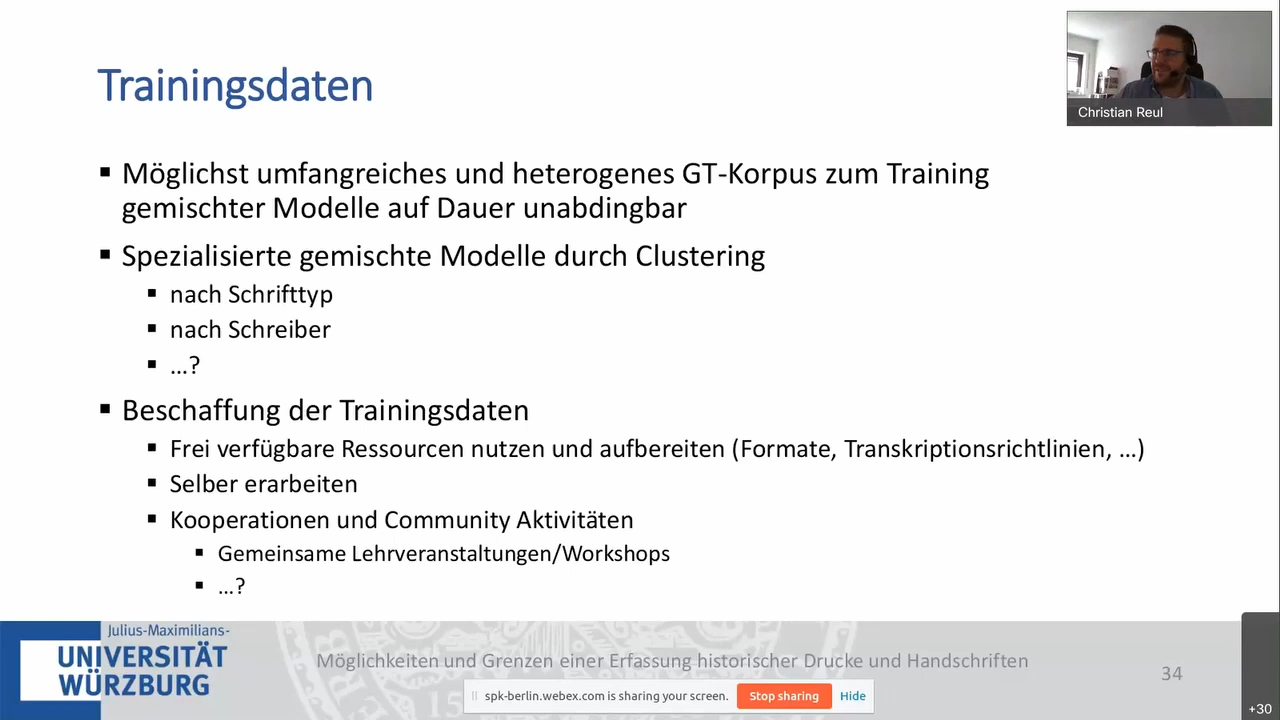 Trainingsdaten
Christian Reul
▪ Möglichst umfangreiches und heterogenes GT-Korpus zum Training
gemischter Modelle auf Dauer unabdingbar
▪ Spezialisierte gemischte Modelle durch Clustering
▪ nach Schrifttyp
▪ nach Schreiber
▪ …?
▪ Beschaffung der Trainingsdaten
▪ Frei verfügbare Ressourcen nutzen und aufbereiten (Formate, Transkriptionsrichtlinien, …)
▪ Selber erarbeiten
▪ Kooperationen und Community Aktivitäten
▪ Gemeinsame Lehrveranstaltungen/Workshops
▪ …?
Julius-Maximilians-
UNIVERSITÄT
WÜRZBURG
Möglichkeiten und Grenzen einer Erfassung historischer Drucke und Handschriften
34
spk-berlin.webex.com is sharing your screen. Stop sharing Hide
+30